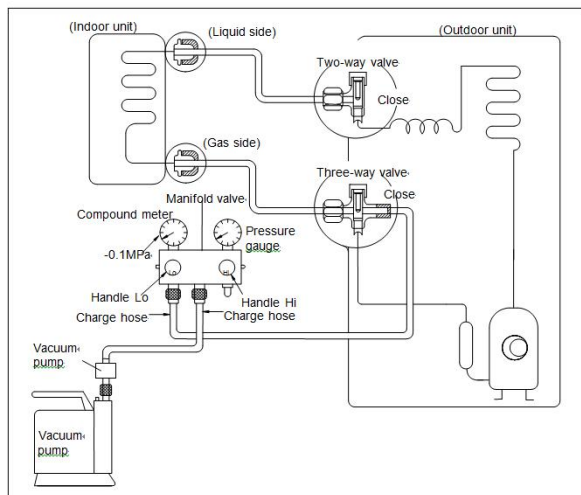 (Indoor unit)
(Liquid side)
(Outdoor unit)
Two-way valve
Close
(Gas side)
Three-way valve
Close
Manifold valve
Compound meter
Pressure
gauge
-0.1MPa
Lo
Hi
Handle Lo
Handle Hi
Charge hose
Charge hose
Vacuum
pump
Vacuum
pump